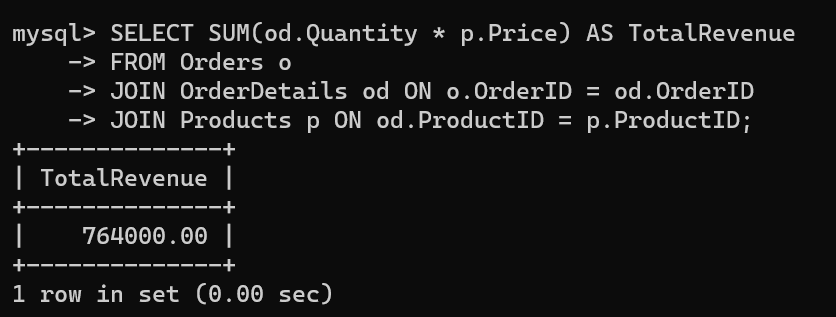 mysql> SELECT SUM(od.Quantity * p.Price) AS TotalRevenue
    -> FROM Orders o
    -> JOIN OrderDetails od ON o.OrderID = od.OrderID
    -> JOIN Products p ON od.ProductID = p.ProductID;
+--------------+
| TotalRevenue |
+--------------+
|    764000.00 |
+--------------+
1 row in set (0.00 sec)